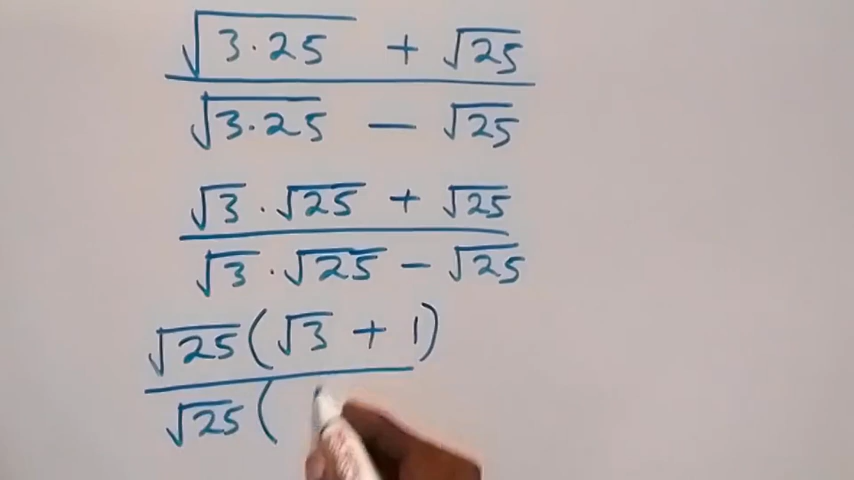 √3·25 + √25
√3·25 − √25
√3·√25 + √25
√3·√25 − √25
√25(√3 + 1)
√25(